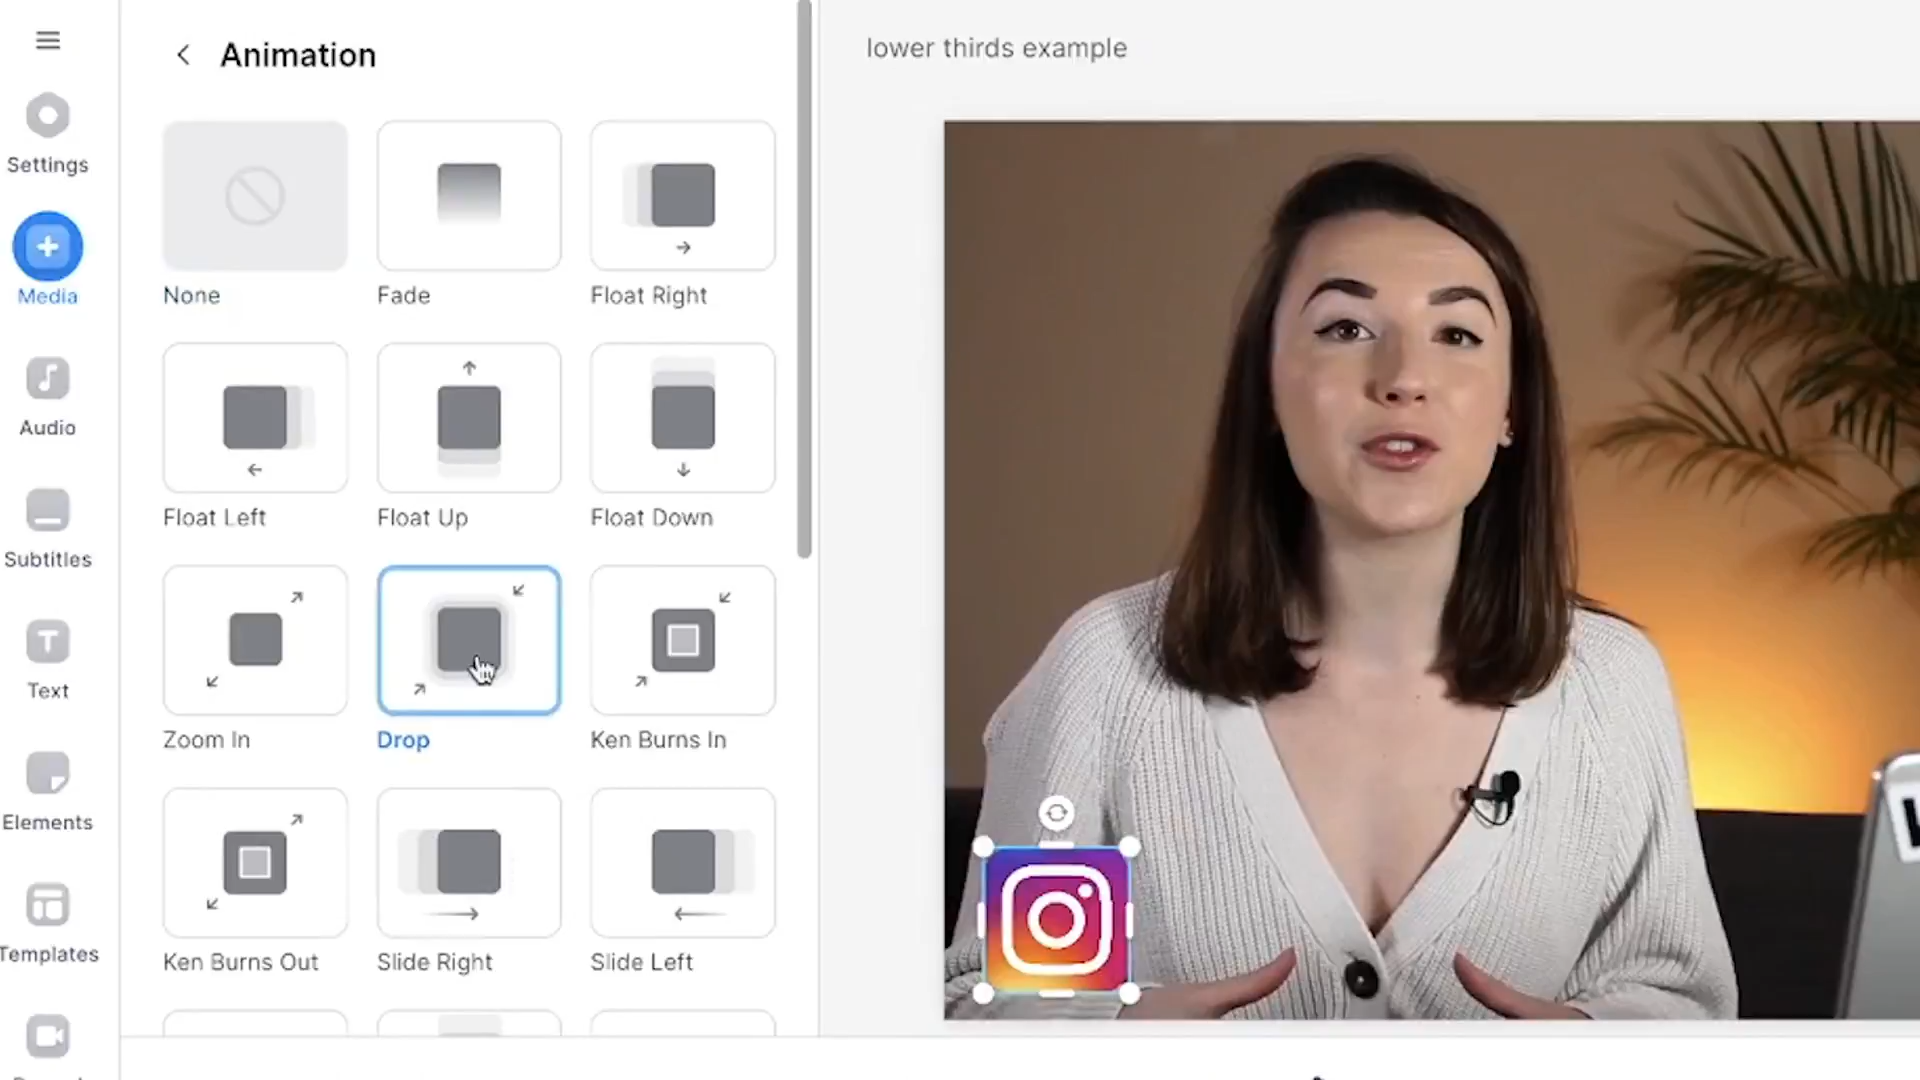 Animation
lower thirds example
Settings
Media
Audio
Subtitles
Text
Elements
Templates
None
Fade
Float Right
Float Left
Float Up
Float Down
Zoom In
Drop
Ken Burns In
Ken Burns Out
Slide Right
Slide Left